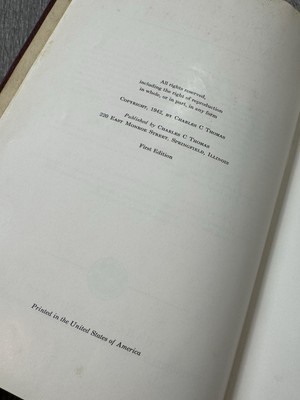 All rights reserved,
including the right of reproduction
in whole, or in part, in any form
Copyright, 1942, by Charles C Thomas
Published by Charles C Thomas
220 East Monroe Street, Springfield, Illinois
First Edition
Printed in the United States of America